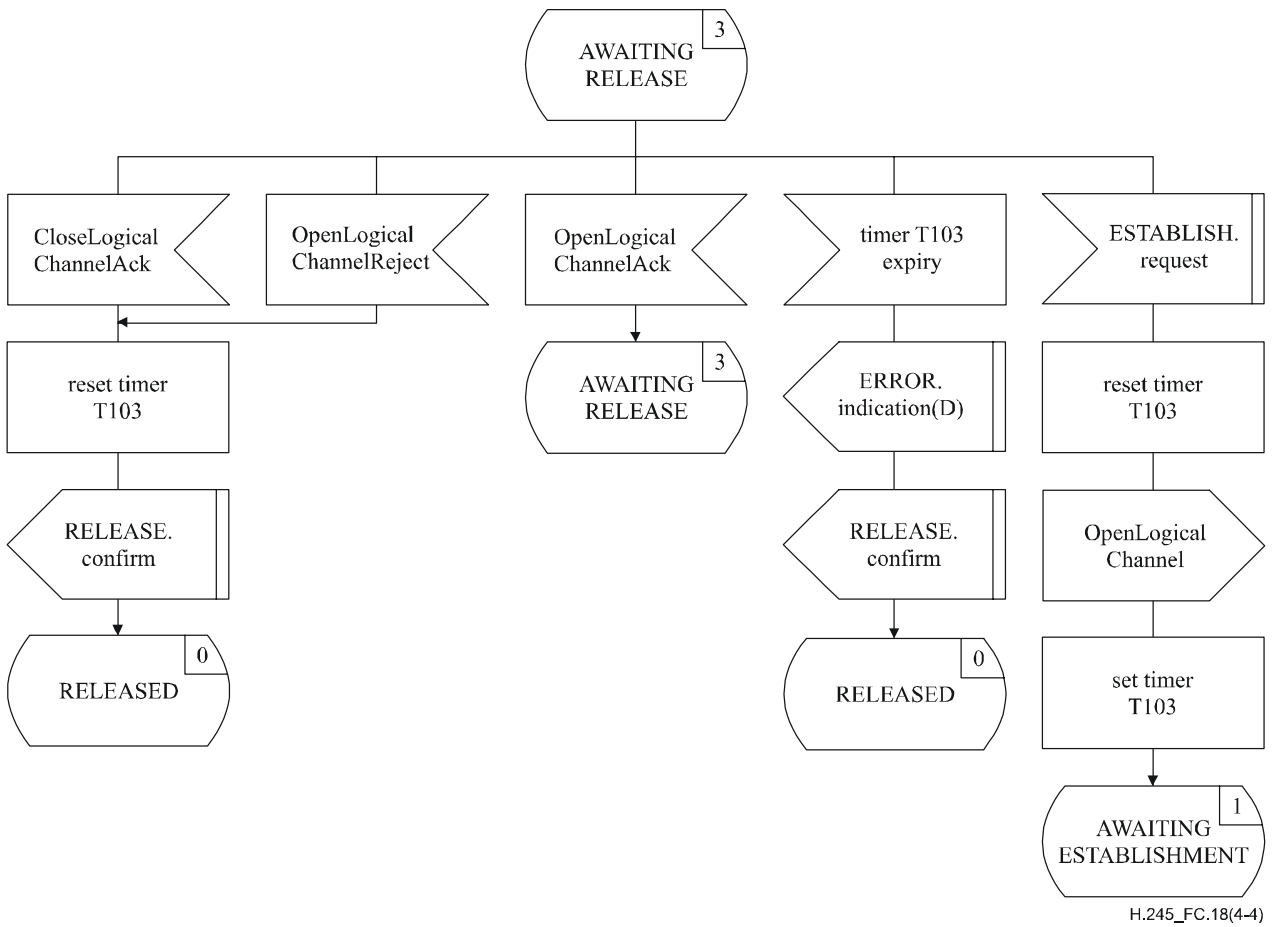 3
AWAITING
RELEASE
CloseLogical
ChannelAck
OpenLogical
ChannelReject
OpenLogical
ChannelAck
timer T103
expiry
ESTABLISH.
request
reset timer
T103
3
AWAITING
RELEASE
ERROR.
indication(D)
reset timer
T103
RELEASE.
confirm
RELEASE.
confirm
OpenLogical
Channel
0
RELEASED
0
RELEASED
set timer
T103
1
AWAITING
ESTABLISHMENT
H.245_FC.18(4-4)